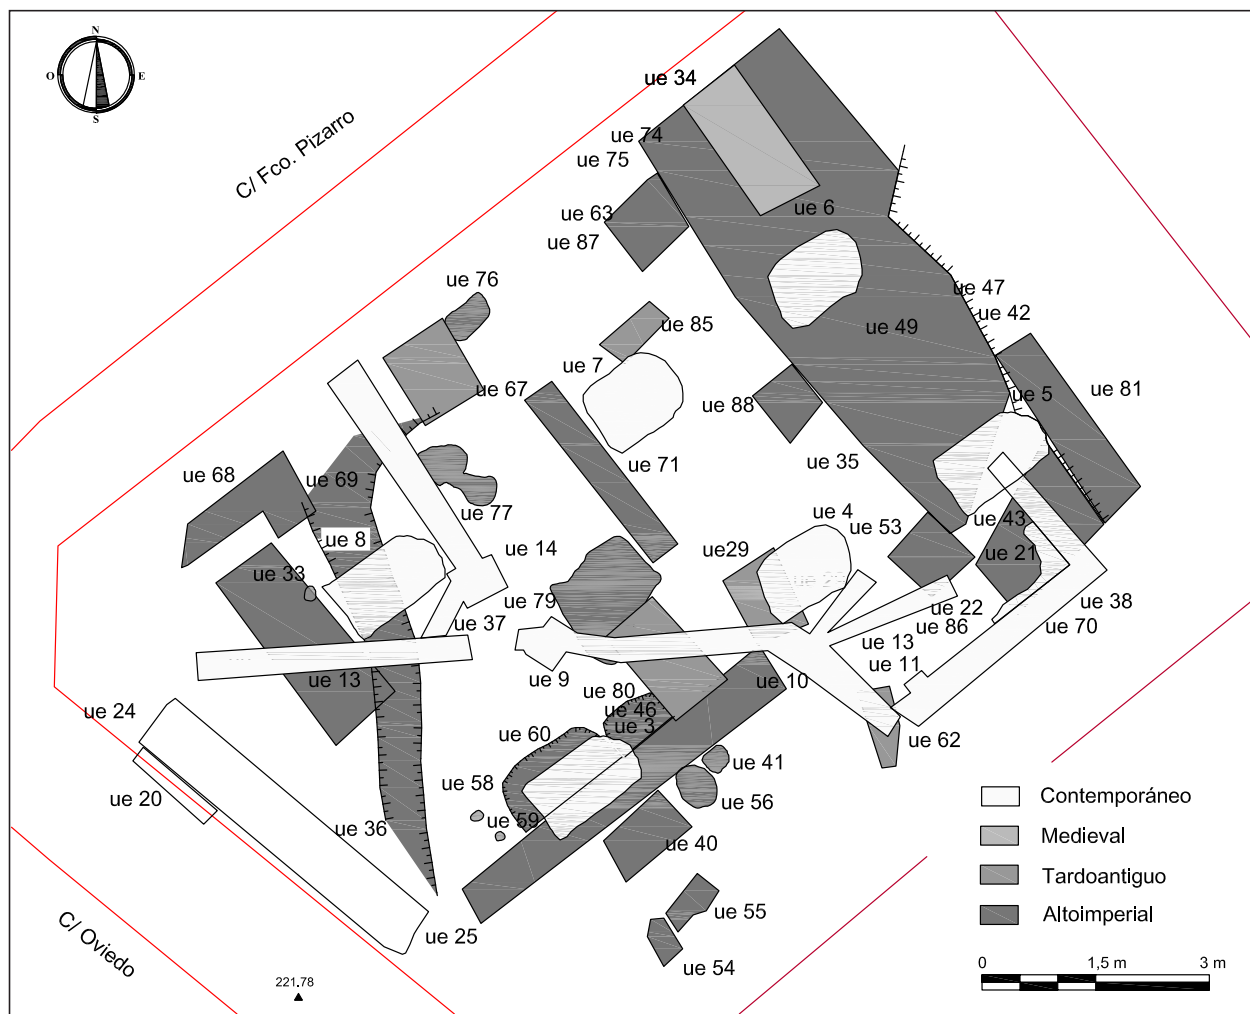 N
O
E
S
C/ Fco. Pizarro
ue 34
ue 74
ue 75
ue 6
ue 63
ue 87
ue 76
ue 47
ue 42
ue 85
ue 49
ue 7
ue 67
ue 5
ue 81
ue 88
ue 35
ue 71
ue 68
ue 69
ue 77
ue 4
ue 53
ue 43
ue 8
ue 14
ue29
ue 21
ue 33
ue 79
ue 22
ue 38
ue 37
ue 86
ue 70
ue 13
ue 11
ue 13
ue 9
ue 10
ue 80
ue 46
ue 3
ue 24
ue 60
ue 62
ue 41
ue 58
ue 56
ue 20
ue 59
ue 36
ue 40
ue 55
ue 25
ue 54
C/ Oviedo
221.78
Contemporáneo
Medieval
Tardoantiguo
Altoimperial
0 1,5 m 3 m